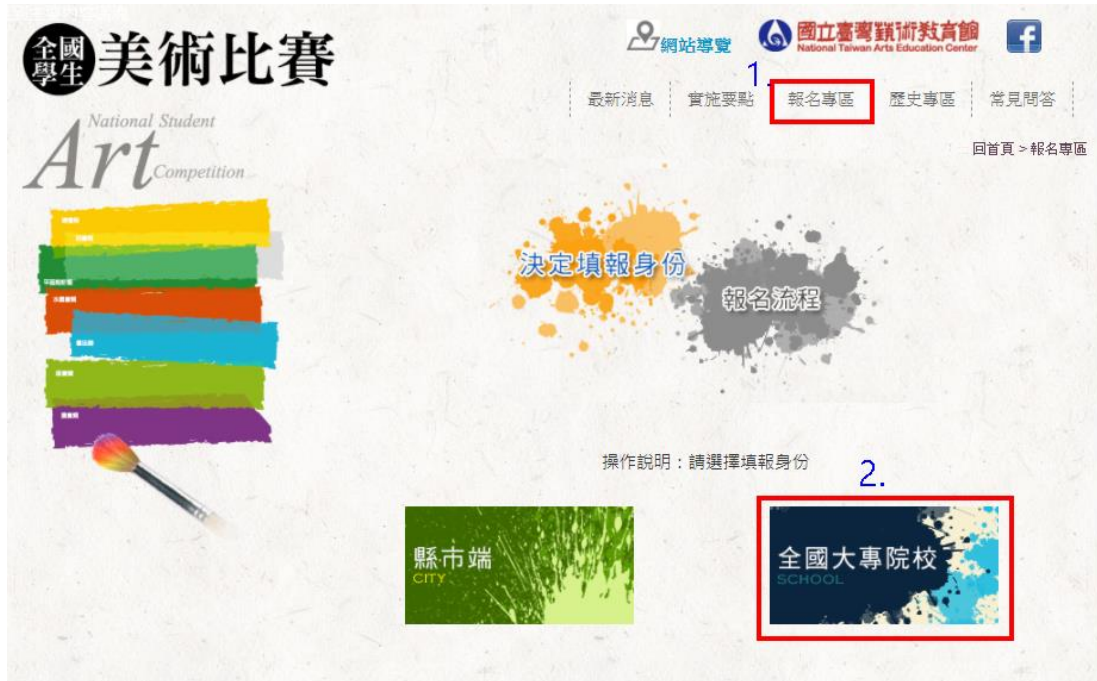 全國學生美術比賽
National Student
Art Competition
網站導覽
國立臺灣藝術教育館
National Taiwan Arts Education Center
f
1.
最新消息
實施要點
報名專區
歷史專區
常見問答
回首頁 > 報名專區
決定填報身份
報名流程
操作說明：請選擇填報身份
2.
縣市端
CITY
全國大專院校
SCHOOL